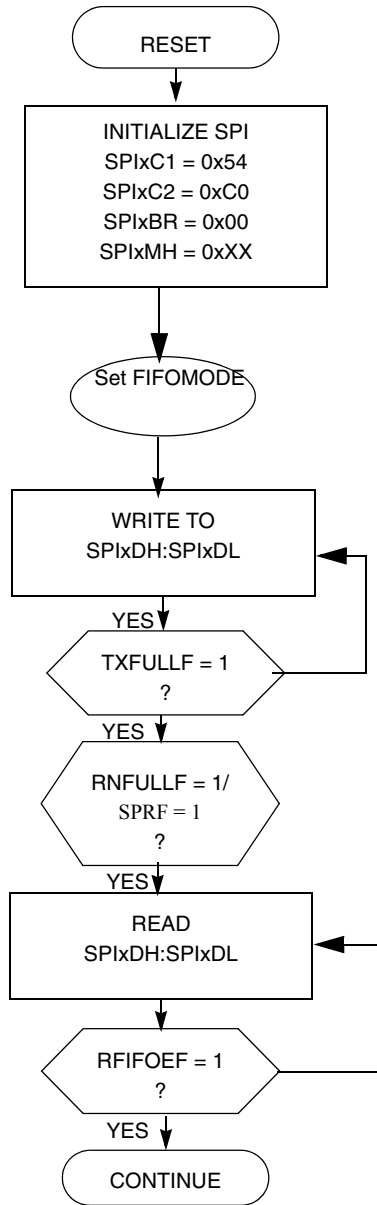 RESET
INITIALIZE SPI
SPIxC1 = 0x54
SPIxC2 = 0xC0
SPIxBR = 0x00
SPIxMH = 0xXX
Set FIFOMODE
WRITE TO
SPIxDH:SPIxDL
YES
TXFULLF = 1
?
YES
RNFULLF = 1/
SPRF = 1
?
YES
READ
SPIxDH:SPIxDL
RFIFOEF = 1
?
YES
CONTINUE